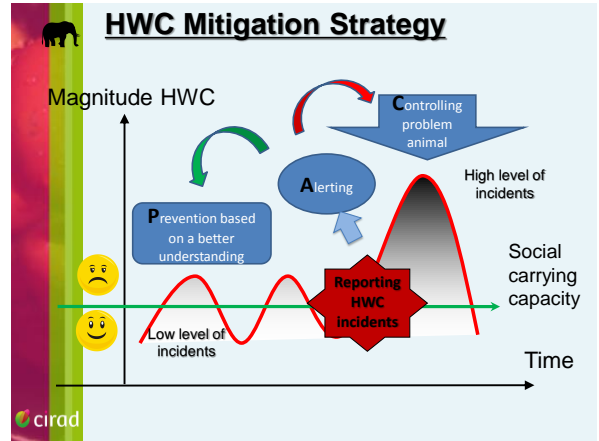 HWC Mitigation Strategy
Magnitude HWC
Controlling
problem
animal
Alerting
High level of
incidents
Prevention based
on a better
understanding
Reporting
HWC
incidents
Social
carrying
capacity
Low level of
incidents
Time
cirad